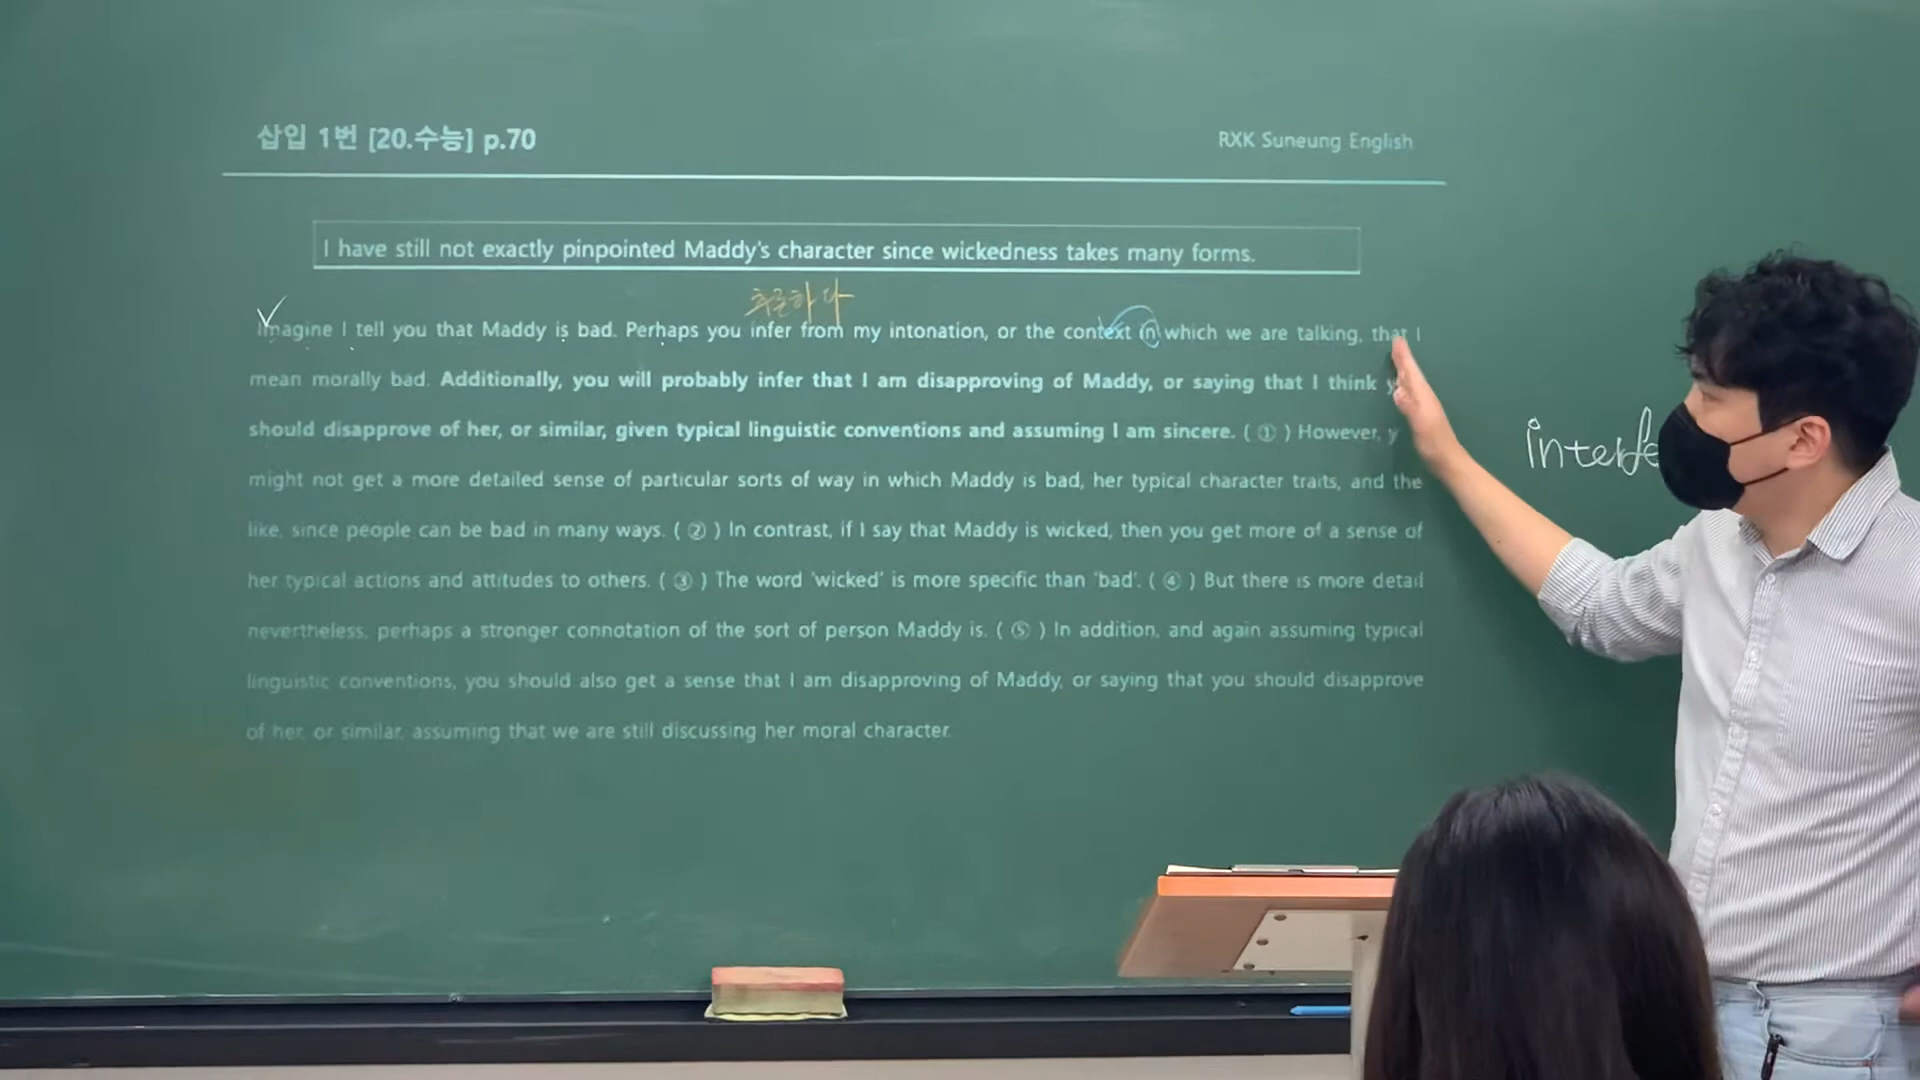 삽입 1번 [20.수능] p.70
RXK Suneung English
I have still not exactly pinpointed Maddy's character since wickedness takes many forms.
추론하다
Imagine I tell you that Maddy is bad. Perhaps you infer from my intonation, or the context in which we are talking, that I
mean morally bad. Additionally, you will probably infer that I am disapproving of Maddy, or saying that I think
should disapprove of her, or similar, given typical linguistic conventions and assuming I am sincere. ( ① ) However, y
might not get a more detailed sense of particular sorts of way in which Maddy is bad, her typical character traits, and the
like, since people can be bad in many ways. ( ② ) In contrast, if I say that Maddy is wicked, then you get more of a sense of
her typical actions and attitudes to others. ( ③ ) The word 'wicked' is more specific than 'bad'. ( ④ ) But there is more detail
nevertheless, perhaps a stronger connotation of the sort of person Maddy is. ( ⑤ ) In addition, and again assuming typical
linguistic conventions, you should also get a sense that I am disapproving of Maddy, or saying that you should disapprove
of her, or similar, assuming that we are still discussing her moral character.